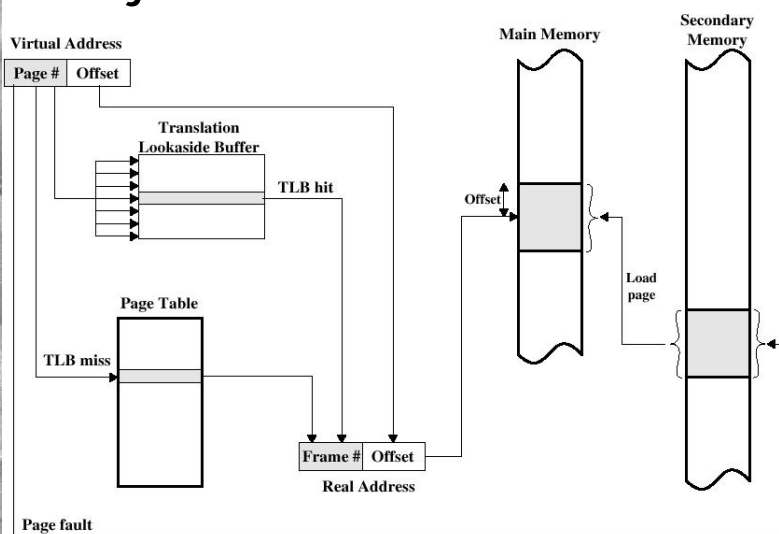 Main Memory
Secondary
Memory
Virtual Address
Page # Offset
Translation
Lookaside Buffer
TLB hit
Offset
Load
page
Page Table
TLB miss
Frame # Offset
Real Address
Page fault